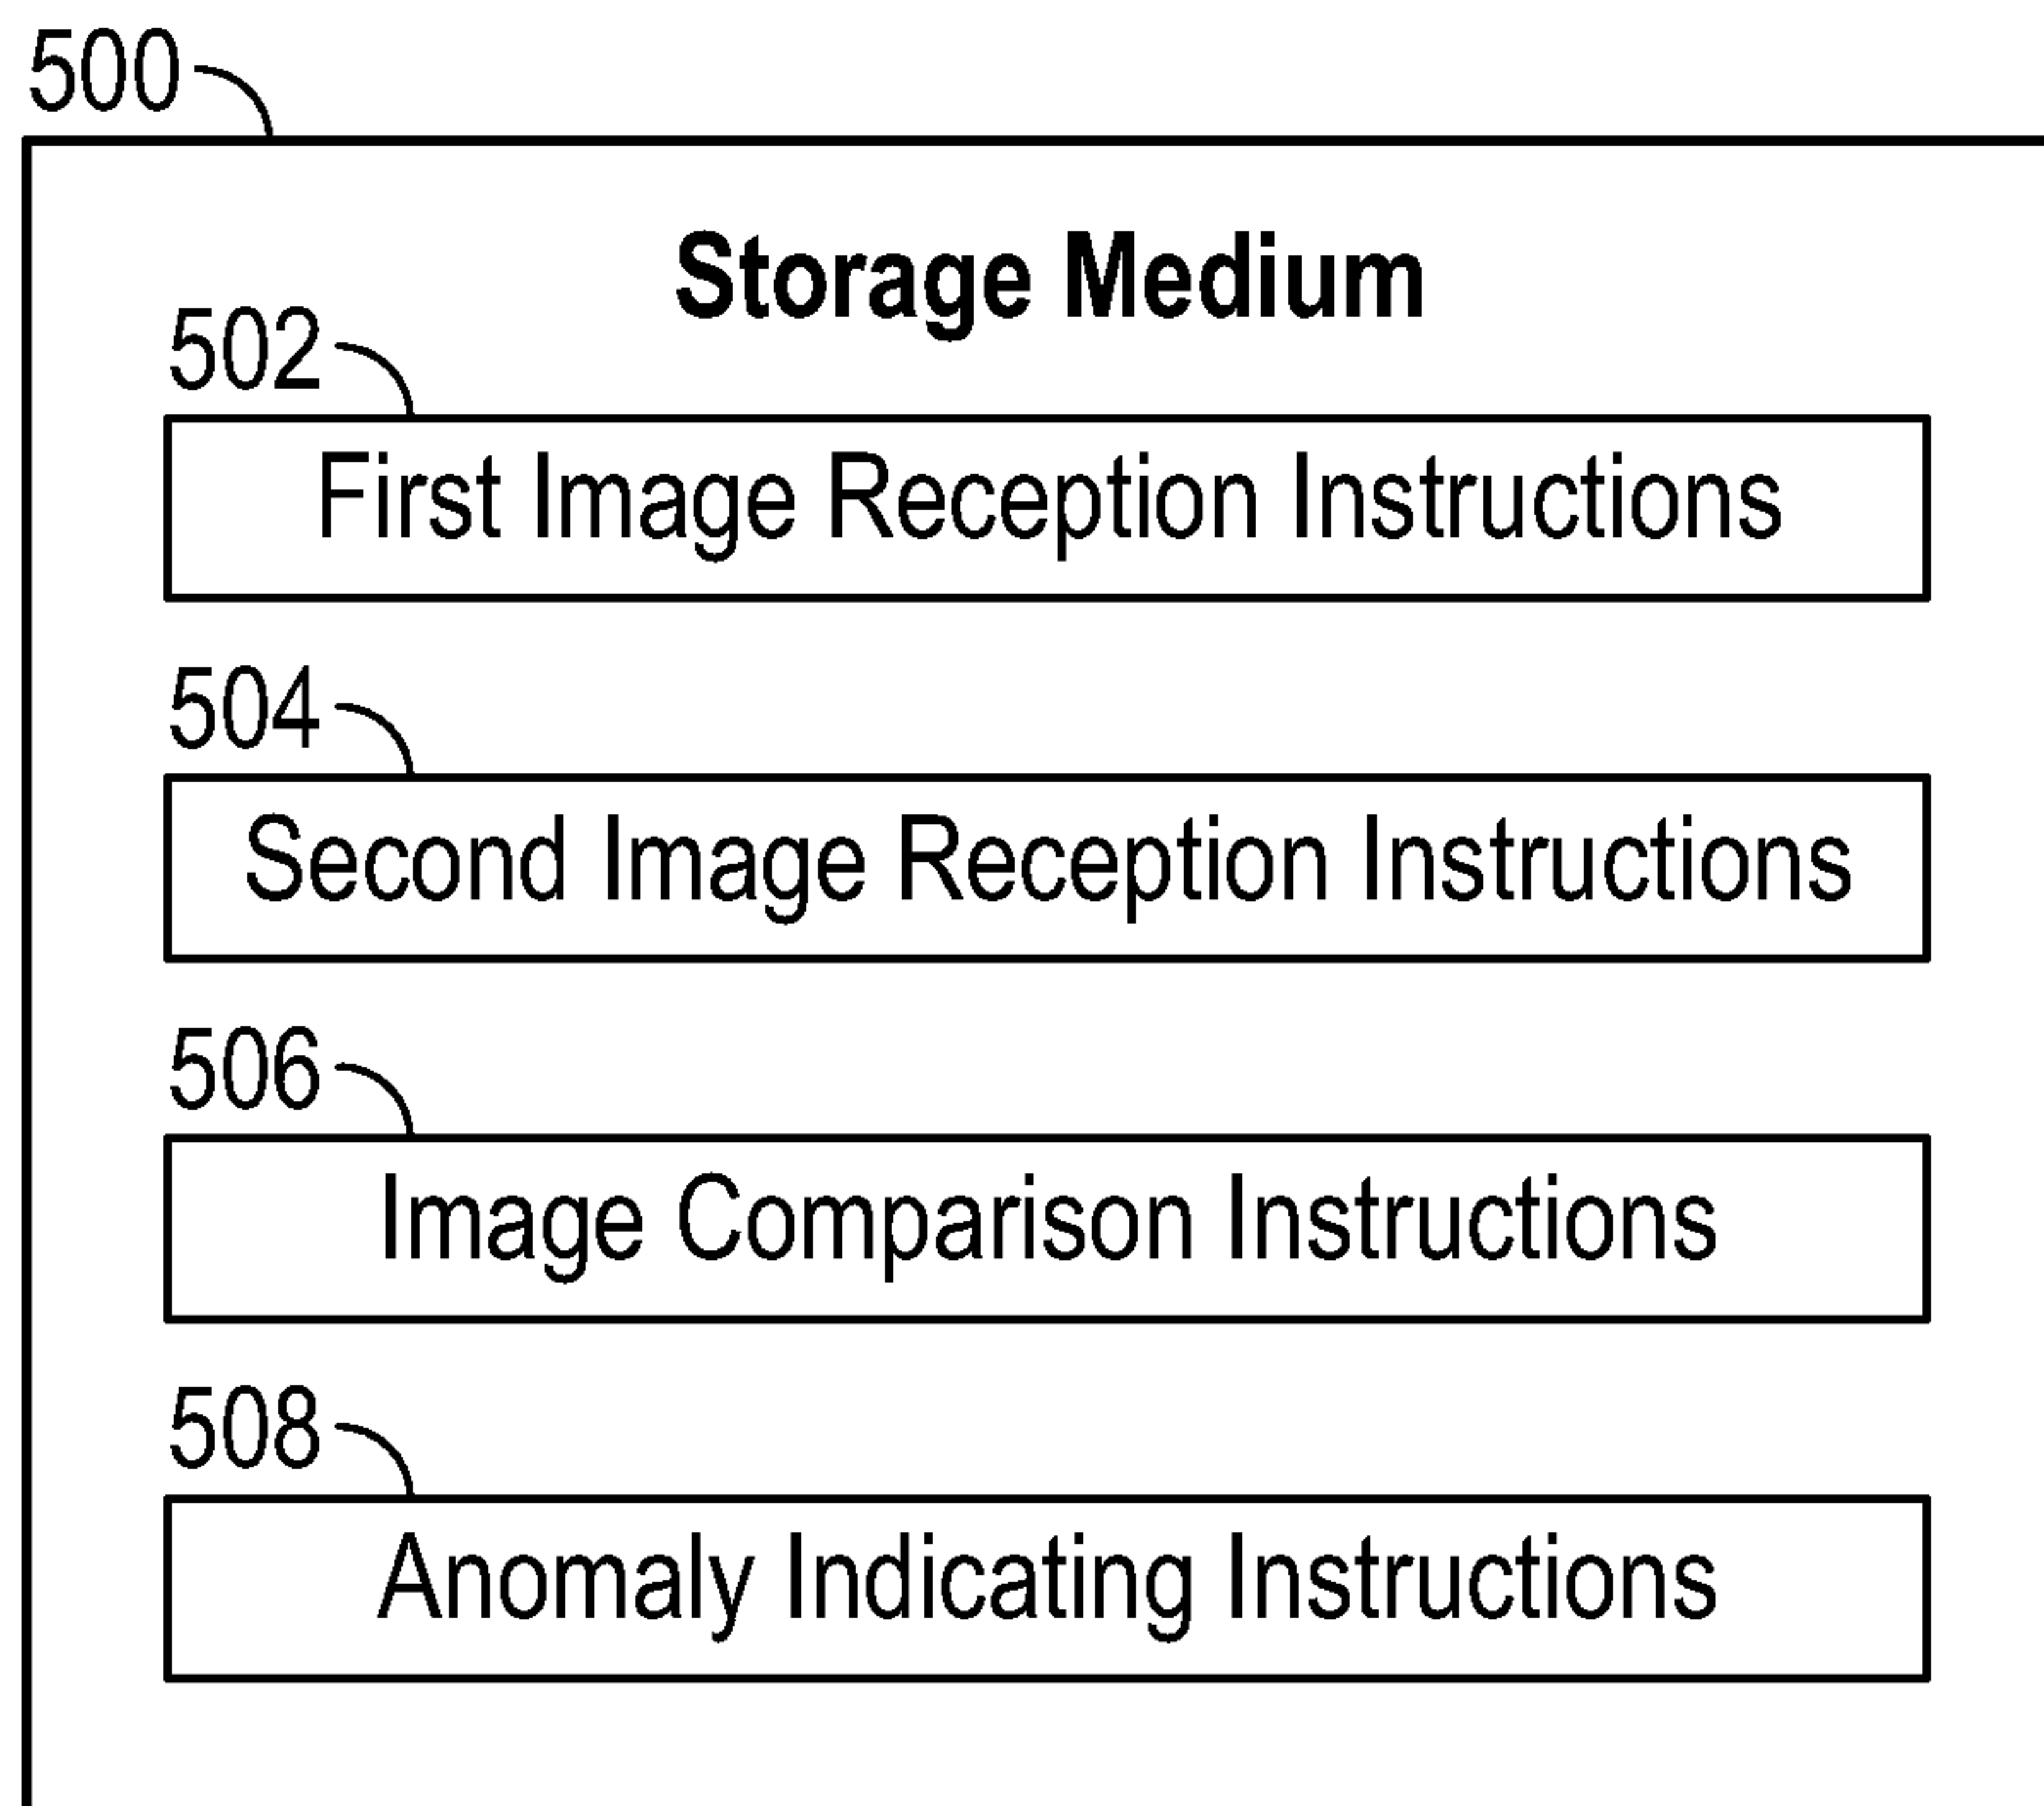 500
Storage Medium
502
First Image Reception Instructions
504
Second Image Reception Instructions
506
Image Comparison Instructions
508
Anomaly Indicating Instructions